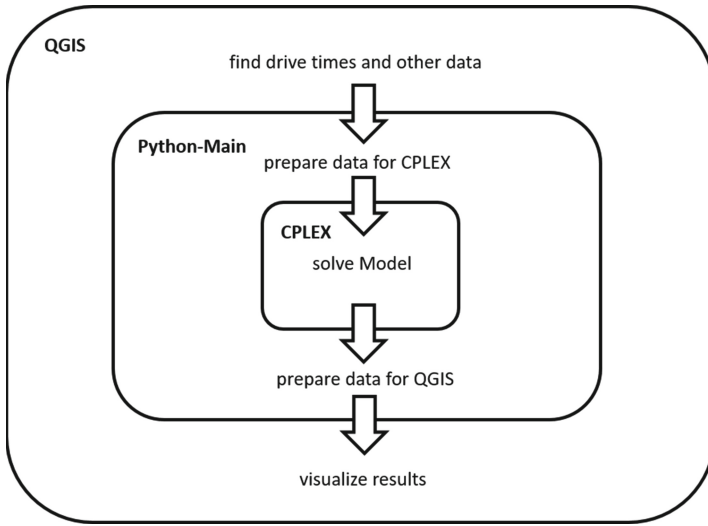 QGIS
find drive times and other data
Python-Main
prepare data for CPLEX
CPLEX
solve Model
prepare data for QGIS
visualize results